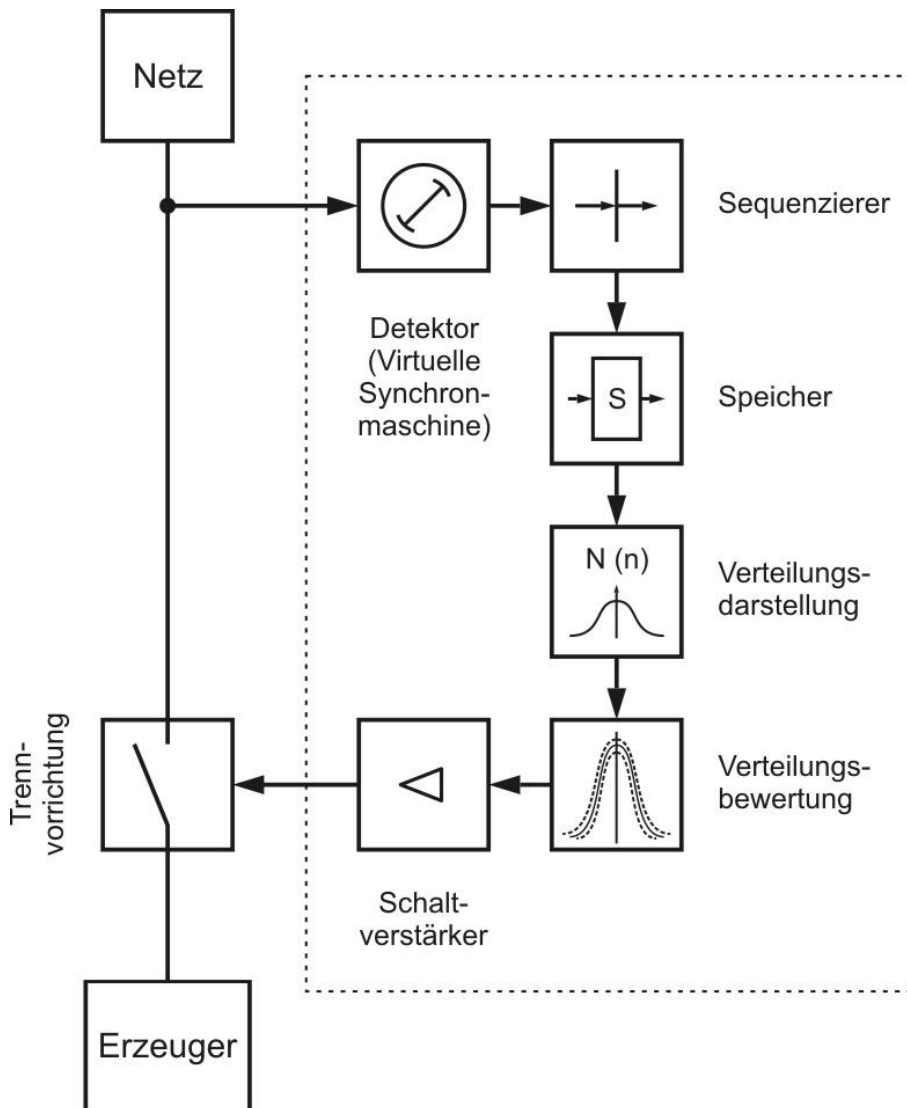 Netz
Sequenzierer
Detektor
(Virtuelle
Synchron-
maschine)
S
Speicher
N (n)
Verteilungs-
darstellung
Trenn-
vorrichtung
Verteilungs-
bewertung
Schalt-
verstärker
Erzeuger